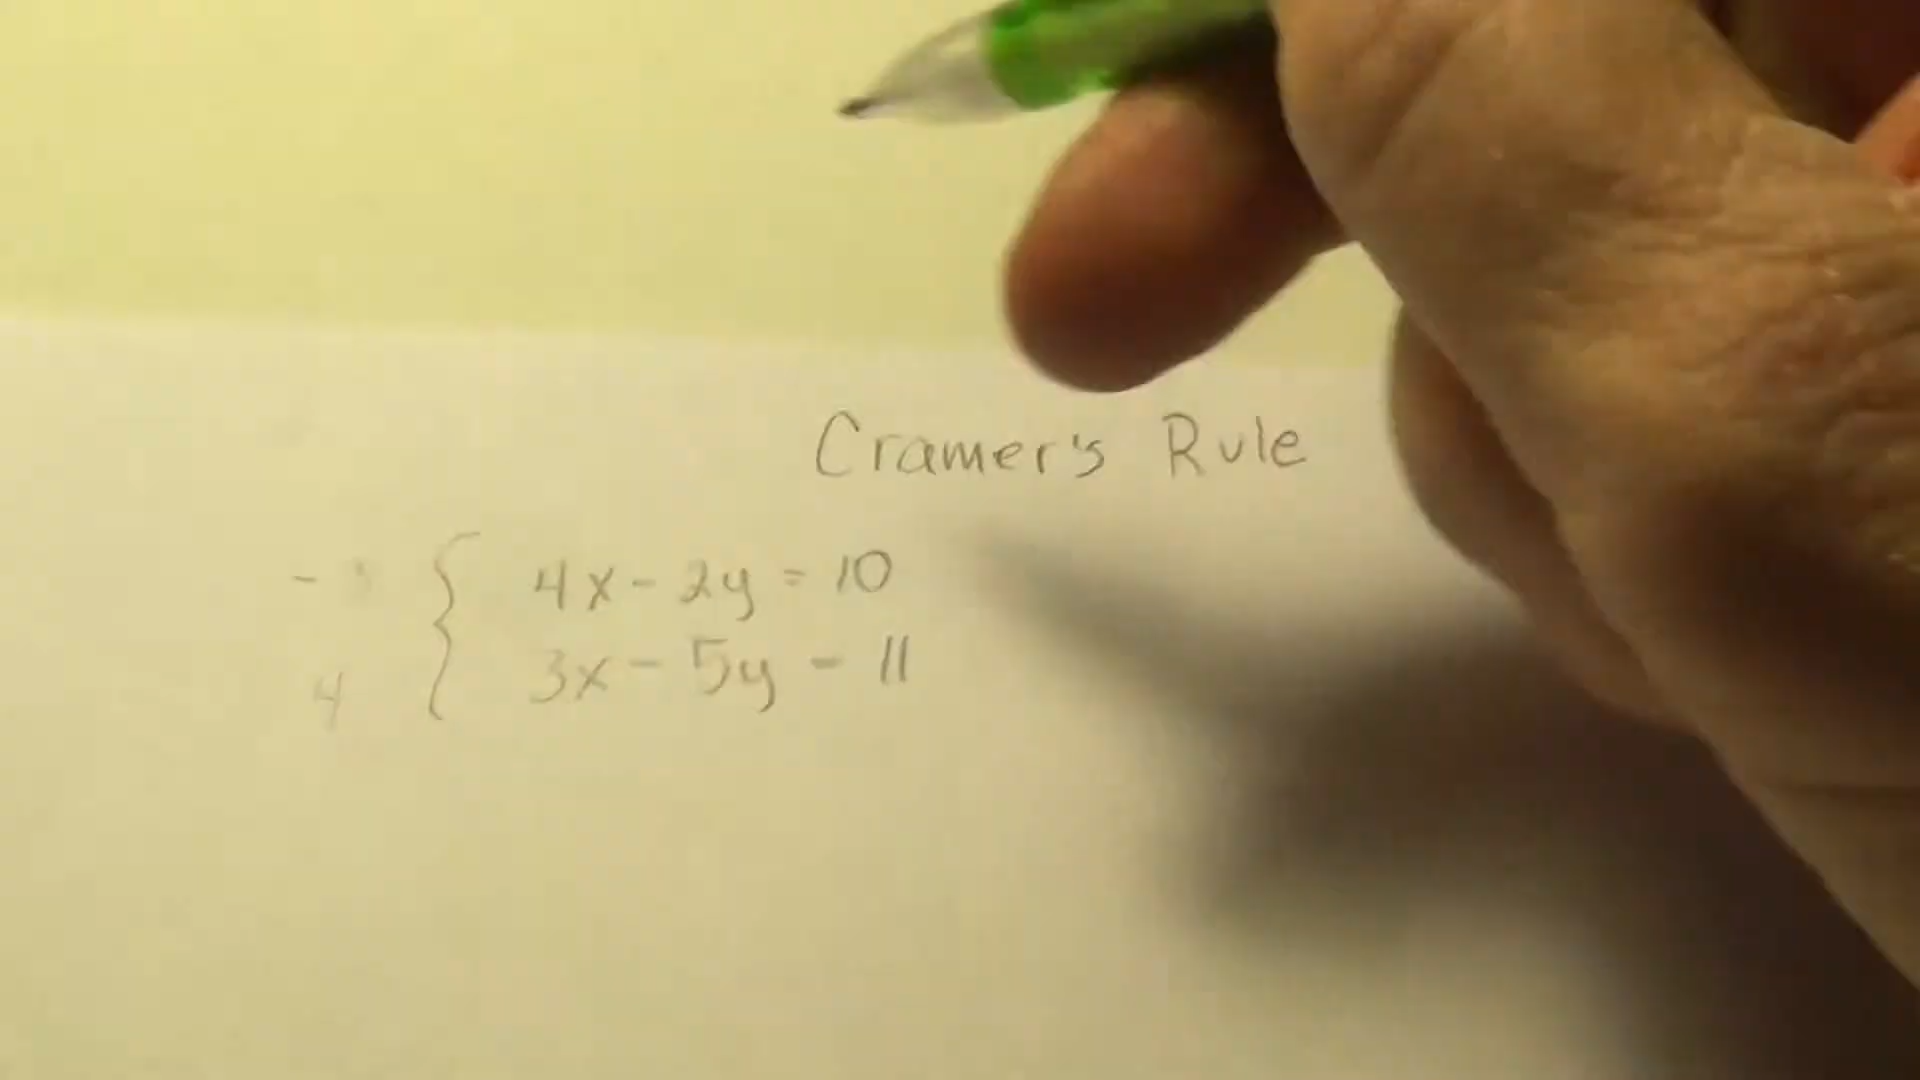 Cramer's Rule
4x - 2y = 10
4 3x - 5y = 11